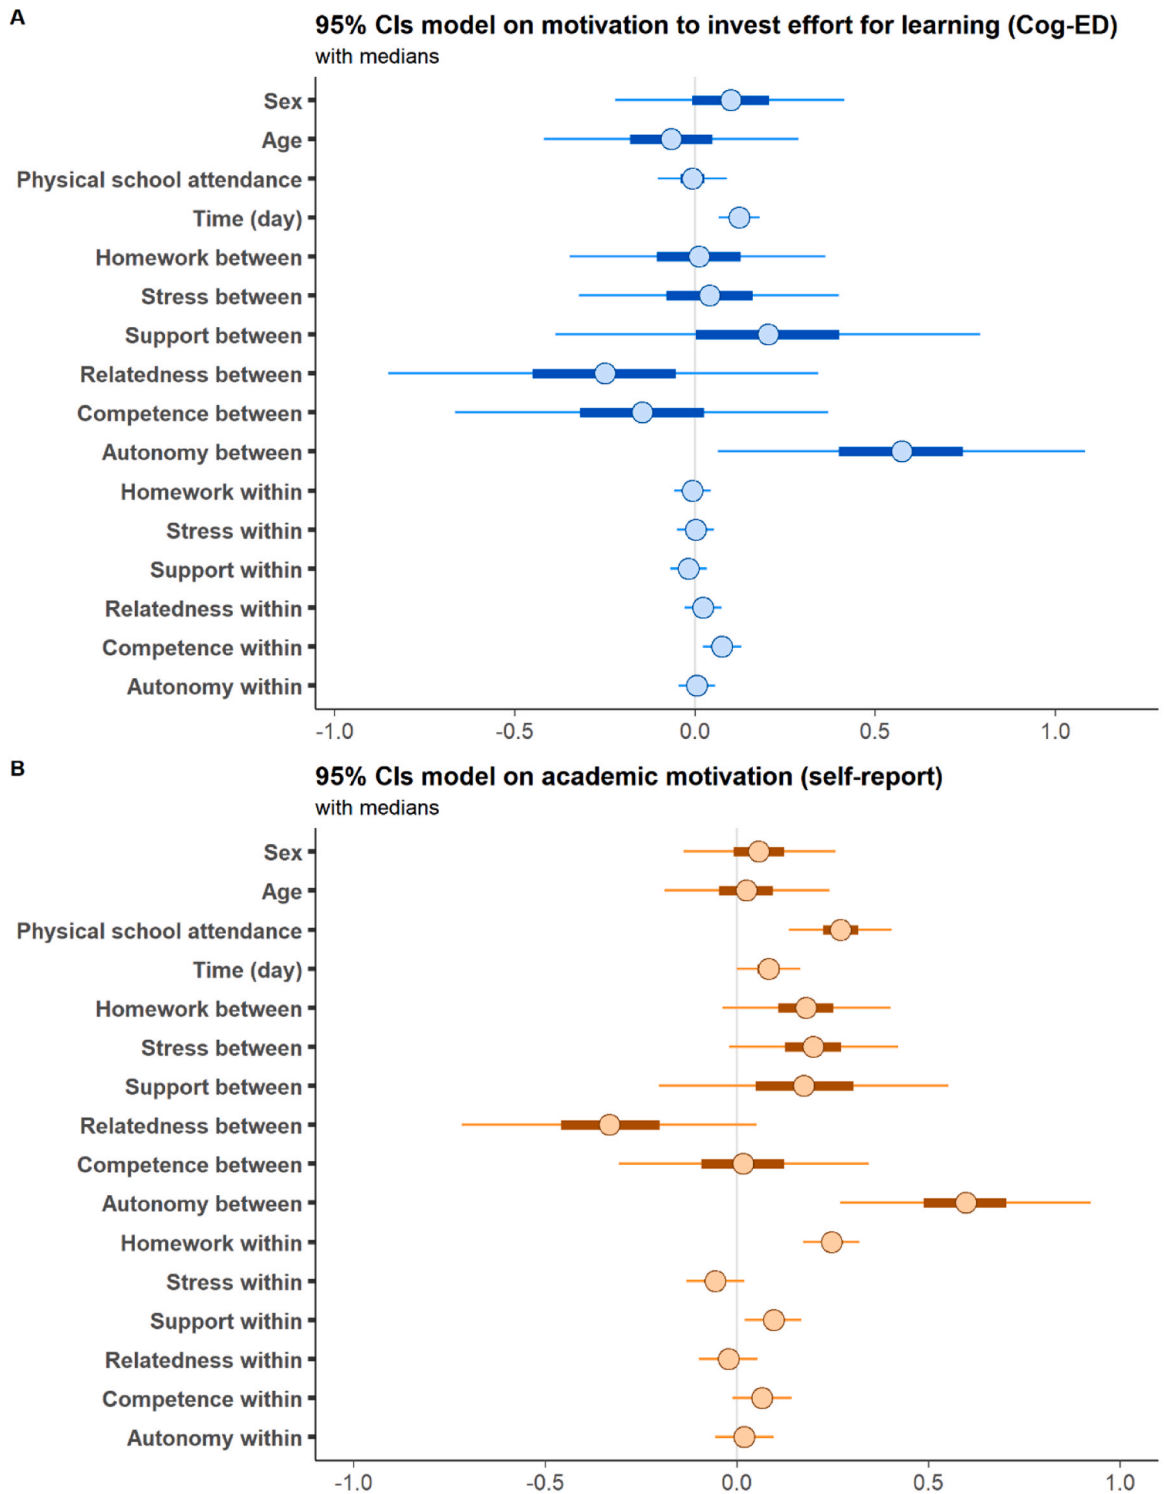 A
95% CIs model on motivation to invest effort for learning (Cog-ED)
with medians
Sex
Age
Physical school attendance
Time (day)
Homework between
Stress between
Support between
Relatedness between
Competence between
Autonomy between
Homework within
Stress within
Support within
Relatedness within
Competence within
Autonomy within
-1.0 -0.5 0.0 0.5 1.0
B
95% CIs model on academic motivation (self-report)
with medians
Sex
Age
Physical school attendance
Time (day)
Homework between
Stress between
Support between
Relatedness between
Competence between
Autonomy between
Homework within
Stress within
Support within
Relatedness within
Competence within
Autonomy within
-1.0 -0.5 0.0 0.5 1.0